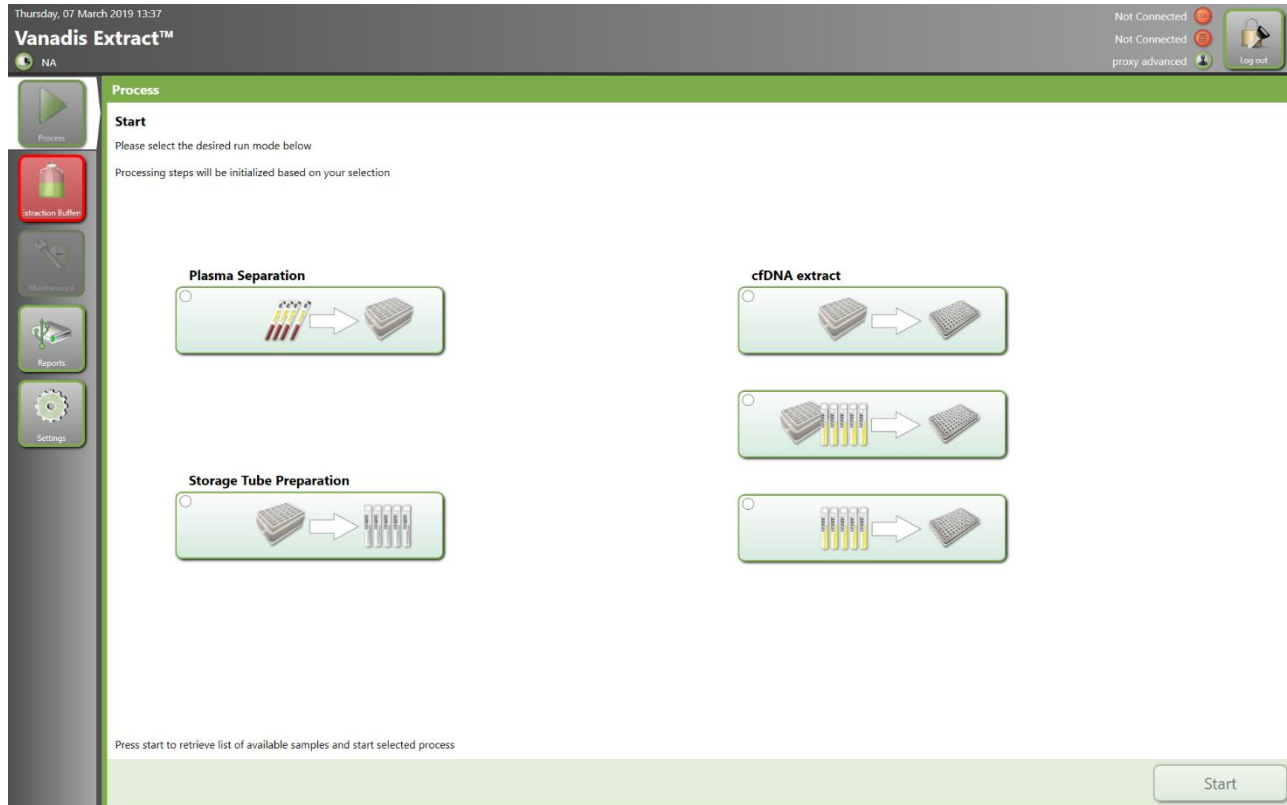 Thursday, 07 March 2019 13:37
Vanadis Extract™
NA
Not Connected
Not Connected
proxy advanced
Log out
Process
Extraction Buffer
Maintenance
Reports
Settings
Process
Start
Please select the desired run mode below
Processing steps will be initialized based on your selection
Plasma Separation
cfDNA extract
Storage Tube Preparation
Press start to retrieve list of available samples and start selected process
Start